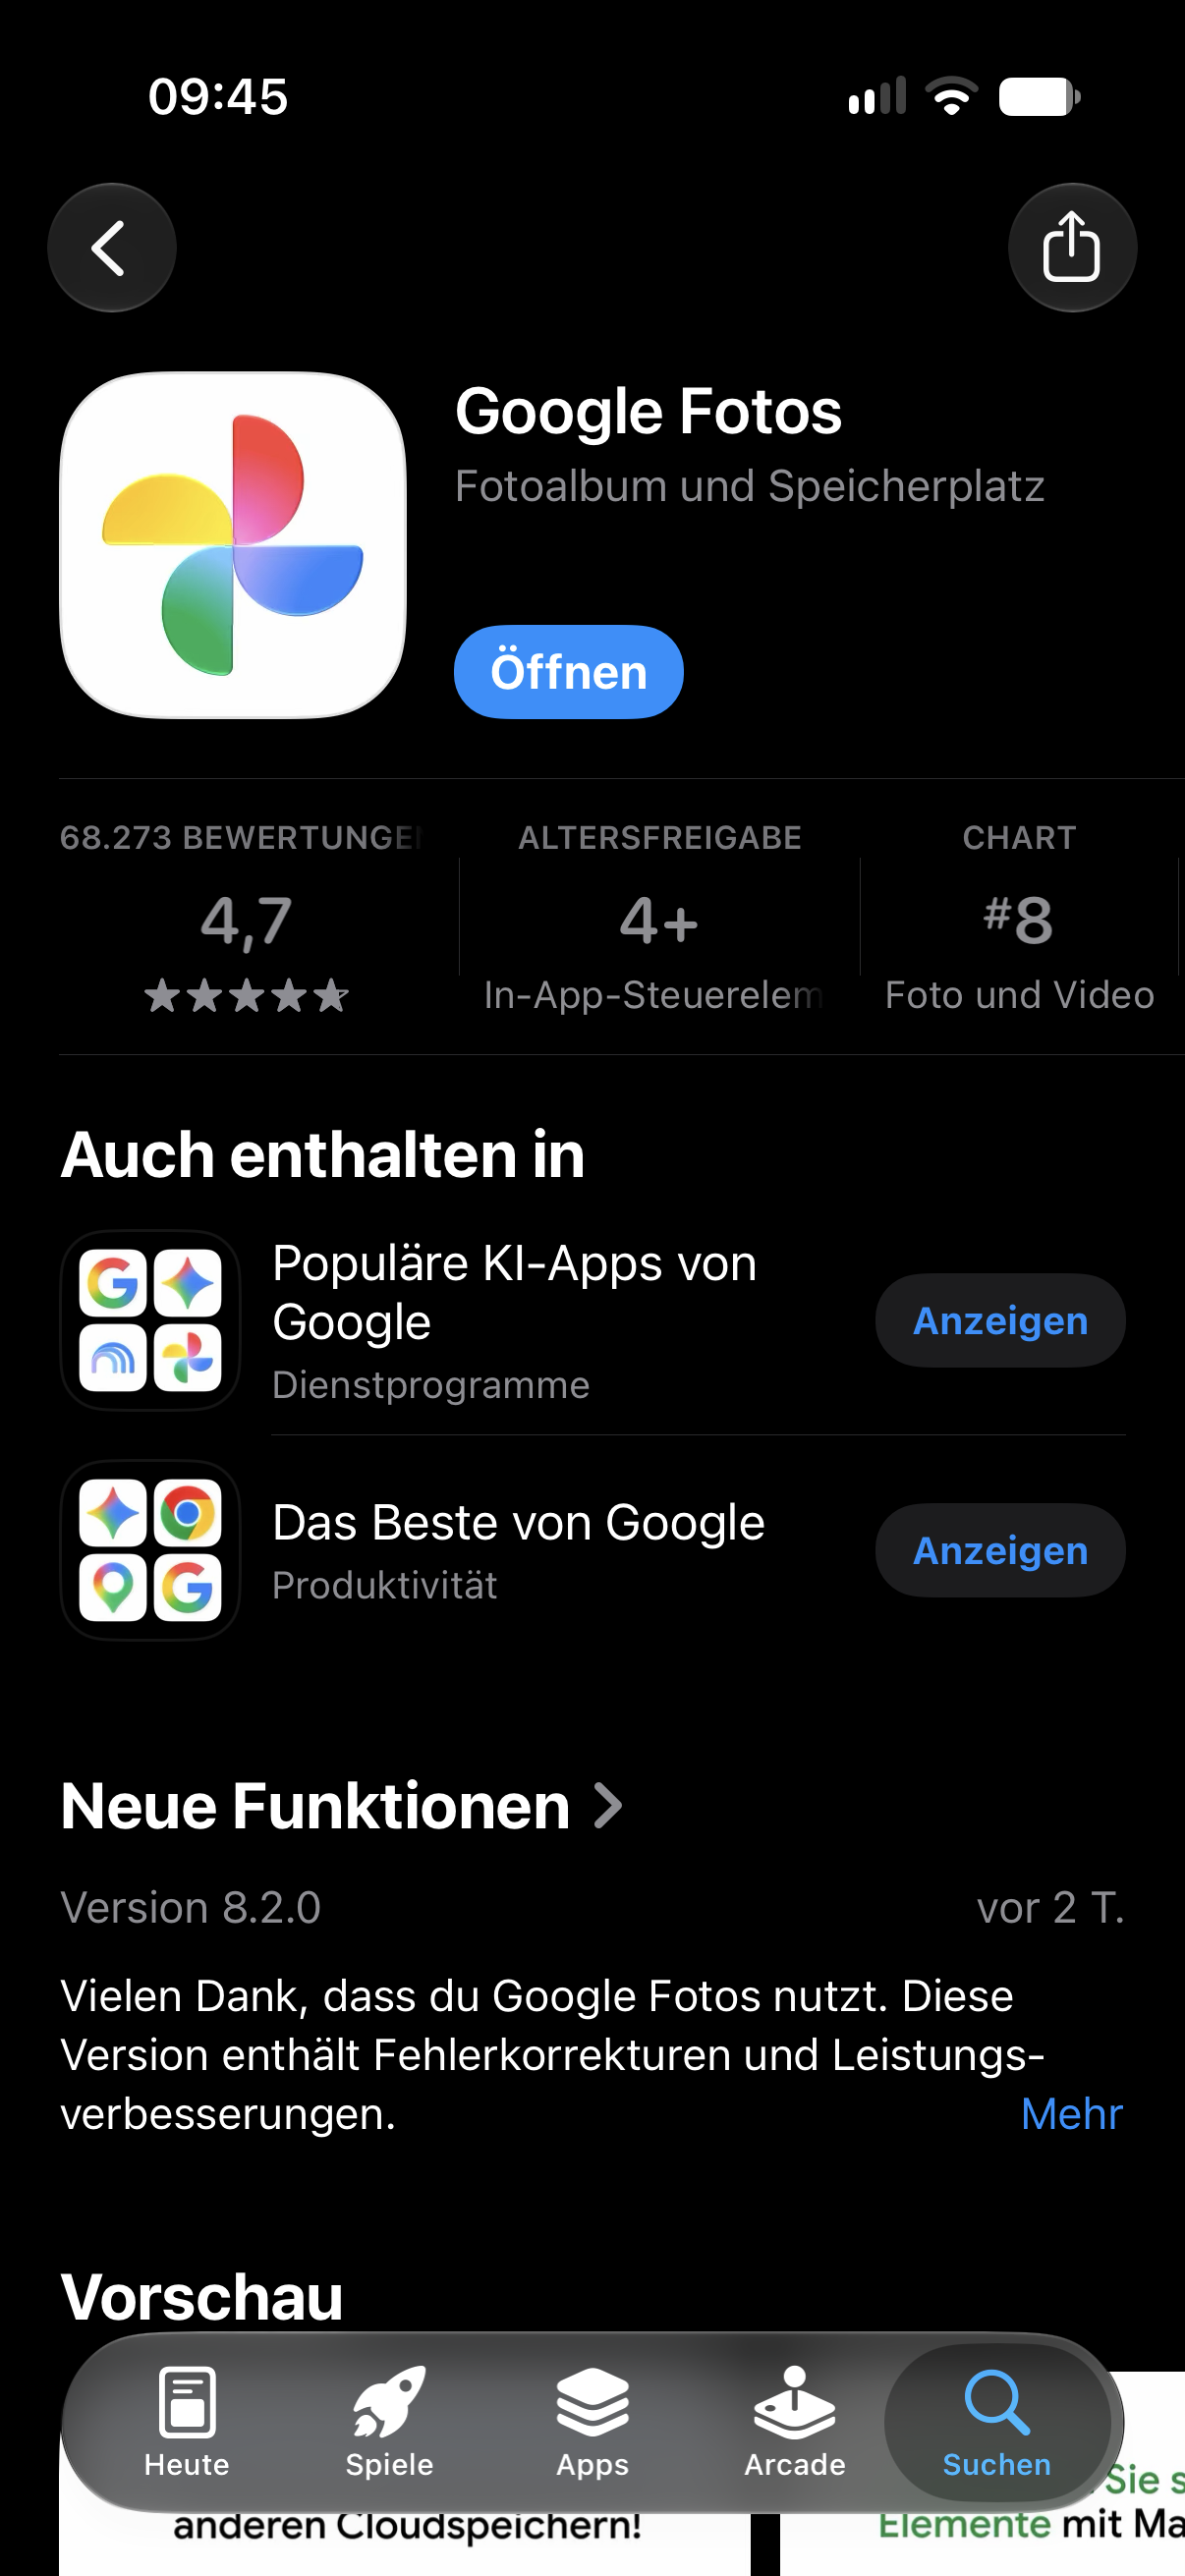 09:45
Google Fotos
Fotoalbum und Speicherplatz
Öffnen
68.273 BEWERTUNGEN
4,7
ALTERSFREIGABE
4+
In-App-Steuerelem
CHART
#8
Foto und Video
Auch enthalten in
Populäre KI-Apps von
Google
Dienstprogramme
Anzeigen
Das Beste von Google
Produktivität
Anzeigen
Neue Funktionen
Version 8.2.0
vor 2 T.
Vielen Dank, dass du Google Fotos nutzt. Diese
Version enthält Fehlerkorrekturen und Leistungs-
verbesserungen.
Mehr
Vorschau
Heute
Spiele
Apps
Arcade
Suchen
anderen Cloudspeichern!
Sie s
Elemente mit Ma